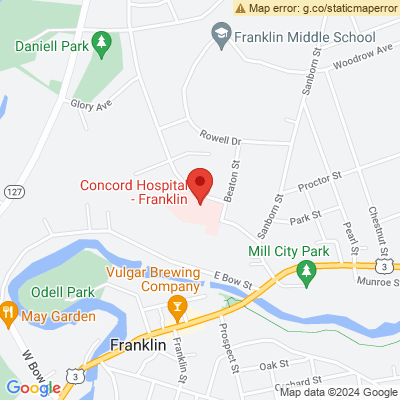 Map error: g.co/staticmaperror
Daniell Park
Franklin Middle School
Woodrow Ave
Sanborn St
Glory Ave
Rowell Dr
Beaton St
127
Concord Hospital
- Franklin
Proctor St
Sanborn St
Park St
Chestnut St
Pearl St
Mill City Park
3
E Bow St
Munroe S
Vulgar Brewing
Company
Odell Park
May Garden
W Bow
3
Franklin
Franklin St
Prospect St
Oak St
Orchard St
Google
Map data ©2024 Google